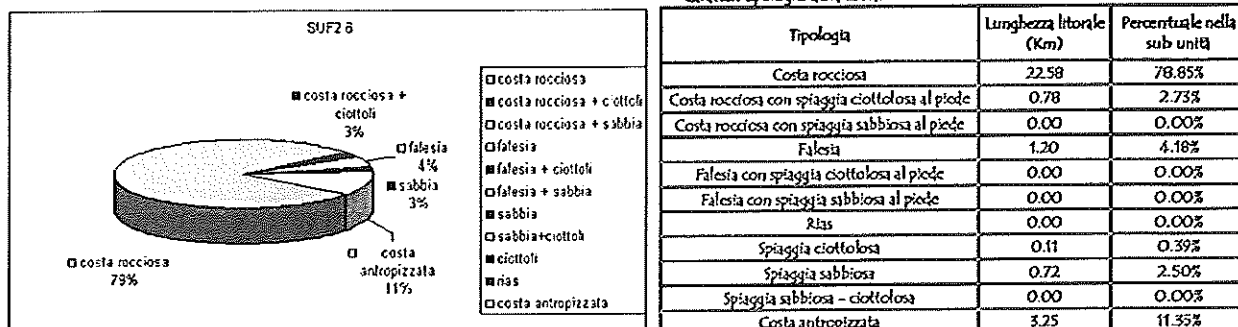 SUF2 6
costa rocciosa +
ciottoli
3%
falesia
4%
sabbia
3%
costa
antropizzata
11%
costa rocciosa
79%
costa rocciosa
costa rocciosa + ciottoli
costa rocciosa + sabbia
falesia
falesia + ciottoli
falesia + sabbia
sabbia
sabbia+ciottoli
ciottoli
rias
costa antropizzata
Tipologia Lunghezza littorale (Km) Percentuale nella sub unità
Costa rocciosa 22.58 78.85%
Costa rocciosa con spiaggia ciottolosa al piede 0.78 2.73%
Costa rocciosa con spiaggia sabbiosa al piede 0.00 0.00%
Falesia 1.20 4.18%
Falesia con spiaggia ciottolosa al piede 0.00 0.00%
Falesia con spiaggia sabbiosa al piede 0.00 0.00%
Rias 0.00 0.00%
Spiaggia ciottolosa 0.11 0.39%
Spiaggia sabbiosa 0.72 2.50%
Spiaggia sabbiosa - ciottolosa 0.00 0.00%
Costa antropizzata 3.25 11.35%